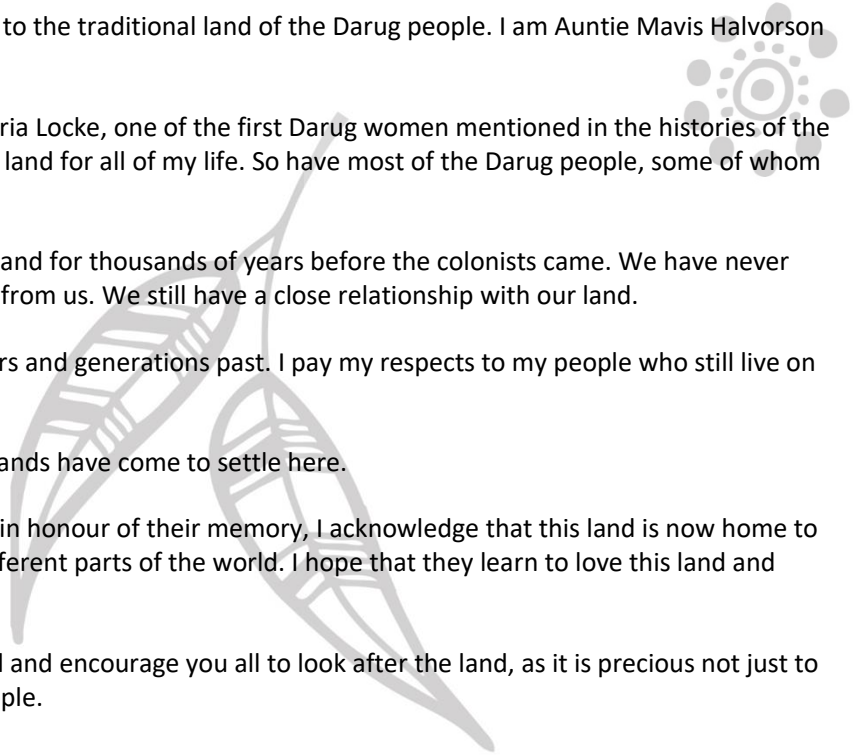 to the traditional land of the Darug people. I am Auntie Mavis Halvorson
ria Locke, one of the first Darug women mentioned in the histories of the
land for all of my life. So have most of the Darug people, some of whom
and for thousands of years before the colonists came. We have never
from us. We still have a close relationship with our land.
rs and generations past. I pay my respects to my people who still live on
ands have come to settle here.
in honour of their memory, I acknowledge that this land is now home to
fferent parts of the world. I hope that they learn to love this land and
l and encourage you all to look after the land, as it is precious not just to
ple.